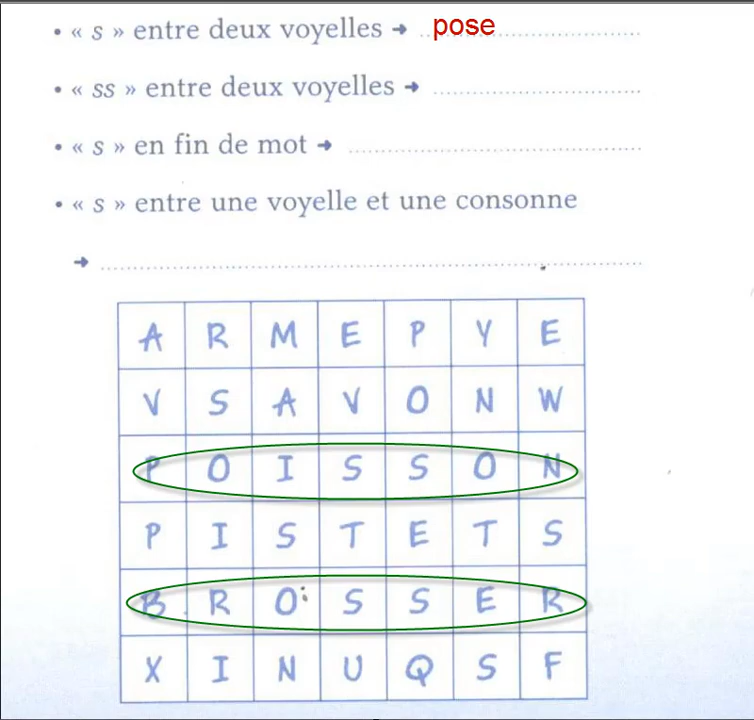 • « s » entre deux voyelles → pose
• « ss » entre deux voyelles →
• « s » en fin de mot →
• « s » entre une voyelle et une consonne
→
A R M E P Y E
V S A V O N W
P O I S S O N
P I S T E T S
B R O S S E R
X I N U Q S F